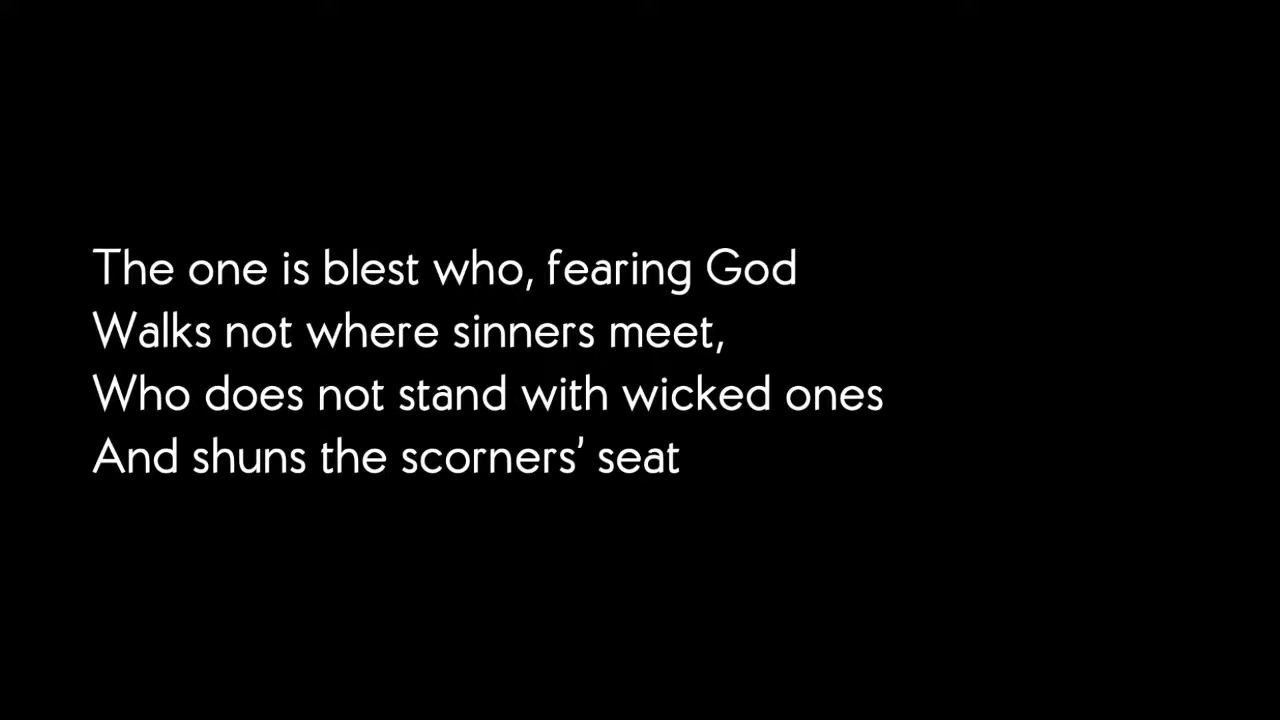 The one is blest who, fearing God
Walks not where sinners meet,
Who does not stand with wicked ones
And shuns the scorners’ seat